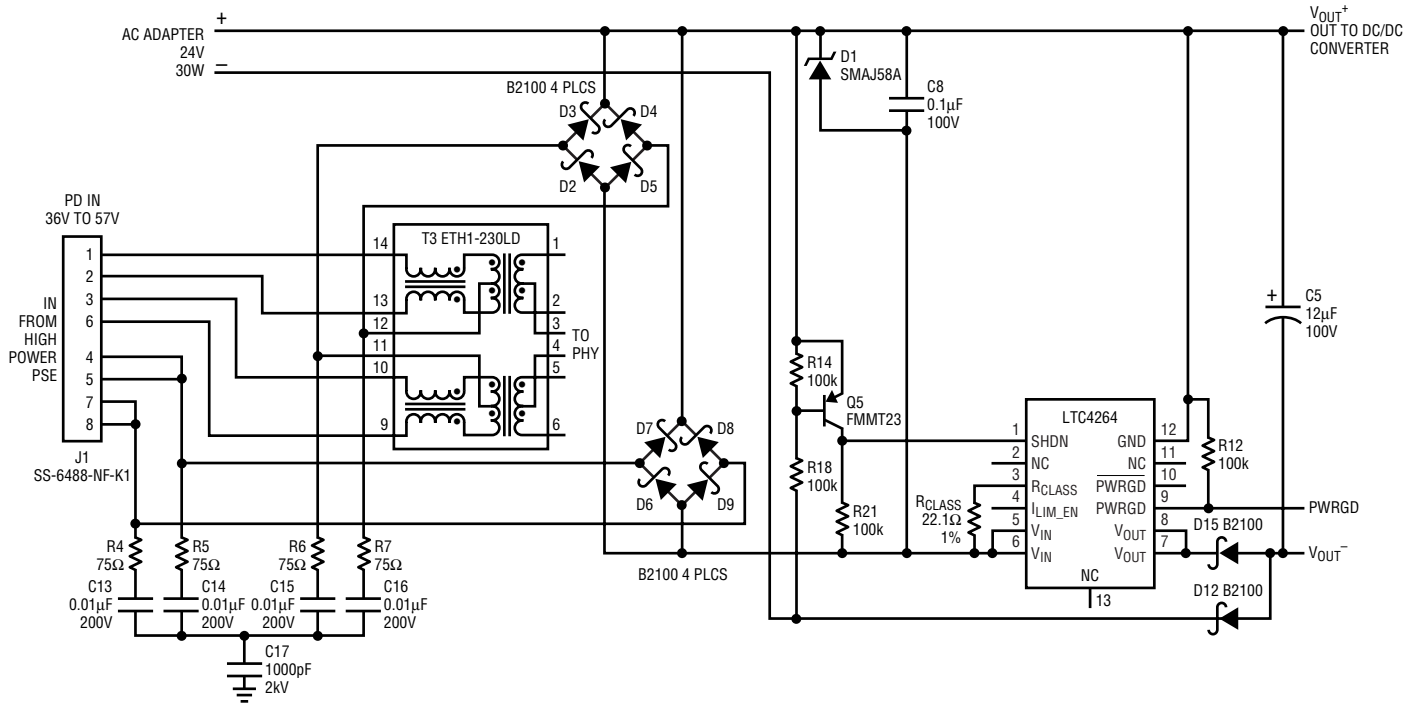 AC ADAPTER
24V
30W
+
−
VOUT+
OUT TO DC/DC
CONVERTER
D1
SMAJ58A
C8
0.1µF
100V
B2100 4 PLCS
D3
D4
D2
D5
PD IN
36V TO 57V
T3 ETH1-230LD
1
2
3
6
4
5
7
8
IN
FROM
HIGH
POWER
PSE
J1
SS-6488-NF-K1
14
13
12
11
10
9
1
2
3
4
5
6
TO
PHY
+
C5
12µF
100V
R14
100k
Q5
FMMT23
R18
100k
R21
100k
D7
D8
D6
D9
B2100 4 PLCS
RCLASS
22.1Ω
1%
LTC4264
1
SHDN
2
NC
3
RCLASS
4
ILIM_EN
5
VIN
6
VIN
GND
12
NC
11
PWRGD
10
PWRGD
9
VOUT
8
VOUT
7
NC
13
R12
100k
PWRGD
D15 B2100
VOUT−
D12 B2100
R4
75Ω
R5
75Ω
R6
75Ω
R7
75Ω
C13
0.01µF
200V
C14
0.01µF
200V
C15
0.01µF
200V
C16
0.01µF
200V
C17
1000pF
2kV